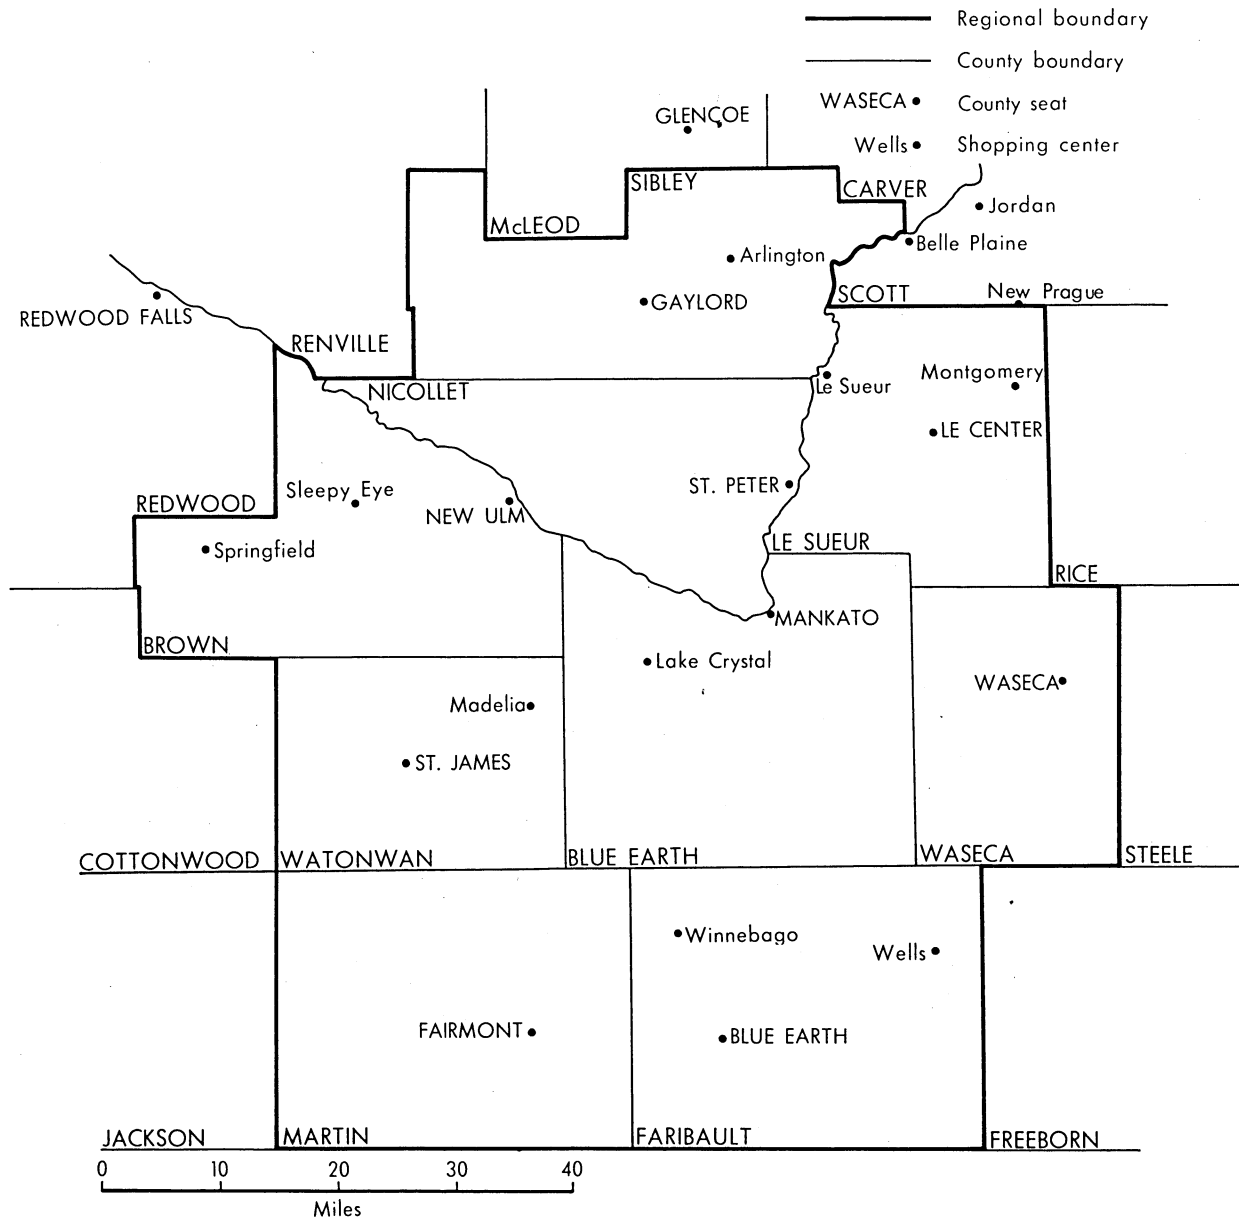 Regional boundary
County boundary
WASECA County seat
Wells Shopping center
GLENCOE
SIBLEY
CARVER
Jordan
McLEOD
Belle Plaine
Arlington
GAYLORD
SCOTT
New Prague
REDWOOD FALLS
RENVILLE
NICOLLET
Le Sueur
Montgomery
LE CENTER
Sleepy Eye
ST. PETER
REDWOOD
NEW ULM
Springfield
LE SUEUR
RICE
MANKATO
BROWN
Lake Crystal
WASECA
Madelia
ST. JAMES
COTTONWOOD
WATONWAN
BLUE EARTH
WASECA
STEELE
Winnebago
Wells
FAIRMONT
BLUE EARTH
JACKSON
MARTIN
FARIBAULT
FREEBORN
0 10 20 30 40
Miles